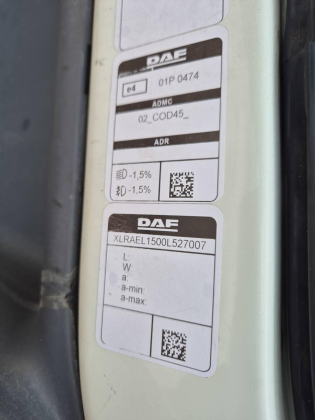 DAF
e4 01P 0474
ADMC
02_COD45_
ADR
-1,5%
-1,5%
DAF
XLRAEL1500L527007
L:
W:
a:
a-min:
a-max: